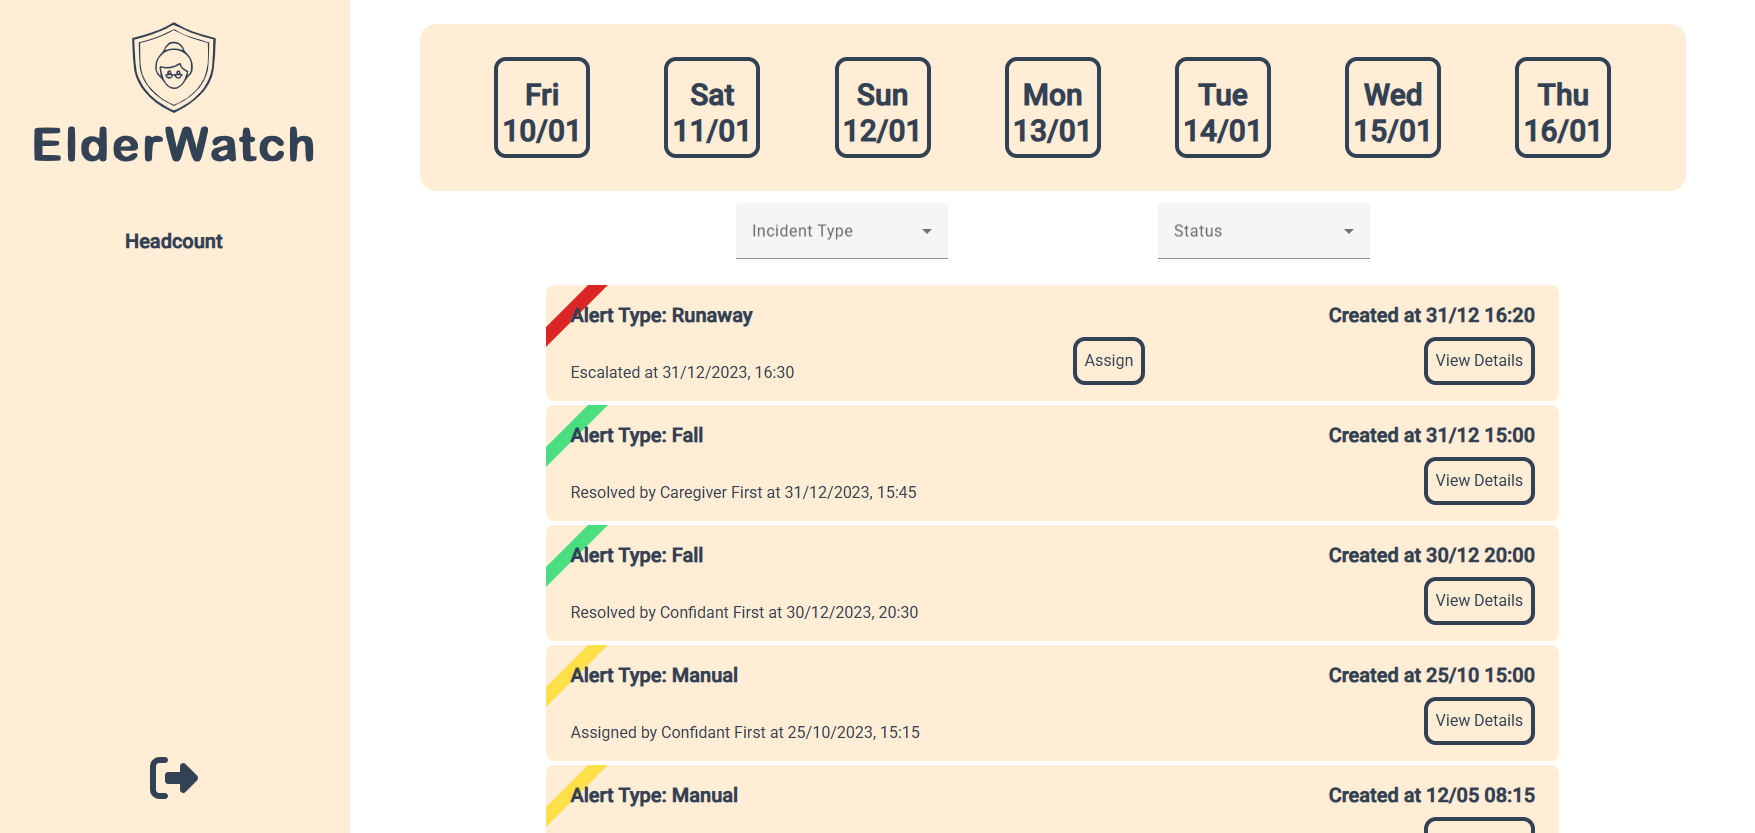 ElderWatch
Headcount
Fri
10/01
Sat
11/01
Sun
12/01
Mon
13/01
Tue
14/01
Wed
15/01
Thu
16/01
Incident Type
Status
Alert Type: Runaway
Created at 31/12 16:20
Escalated at 31/12/2023, 16:30
Assign
View Details
Alert Type: Fall
Created at 31/12 15:00
Resolved by Caregiver First at 31/12/2023, 15:45
View Details
Alert Type: Fall
Created at 30/12 20:00
Resolved by Confidant First at 30/12/2023, 20:30
View Details
Alert Type: Manual
Created at 25/10 15:00
Assigned by Confidant First at 25/10/2023, 15:15
View Details
Alert Type: Manual
Created at 12/05 08:15